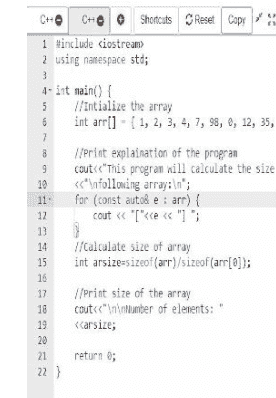 C++ C++ Shortcuts Reset Copy
1 #include <iostream>
2 using namespace std;
3
4 int main() {
5 //Intialize the array
6 int arr[] = { 1, 2, 3, 4, 7, 98, 0, 12, 35,
7
8 //Print explaination of the program
9 cout<<"This program will calculate the size
10 <<"\nfollowing array:\n";
11 for (const auto& e : arr) {
12 cout << "["<<e << "] ";
13 }
14 //Calculate size of array
15 int arsize=sizeof(arr)/sizeof(arr[0]);
16
17 //Print size of the array
18 cout<<"\n\nNumber of elements: "
19 <<arsize;
20
21 return 0;
22 }